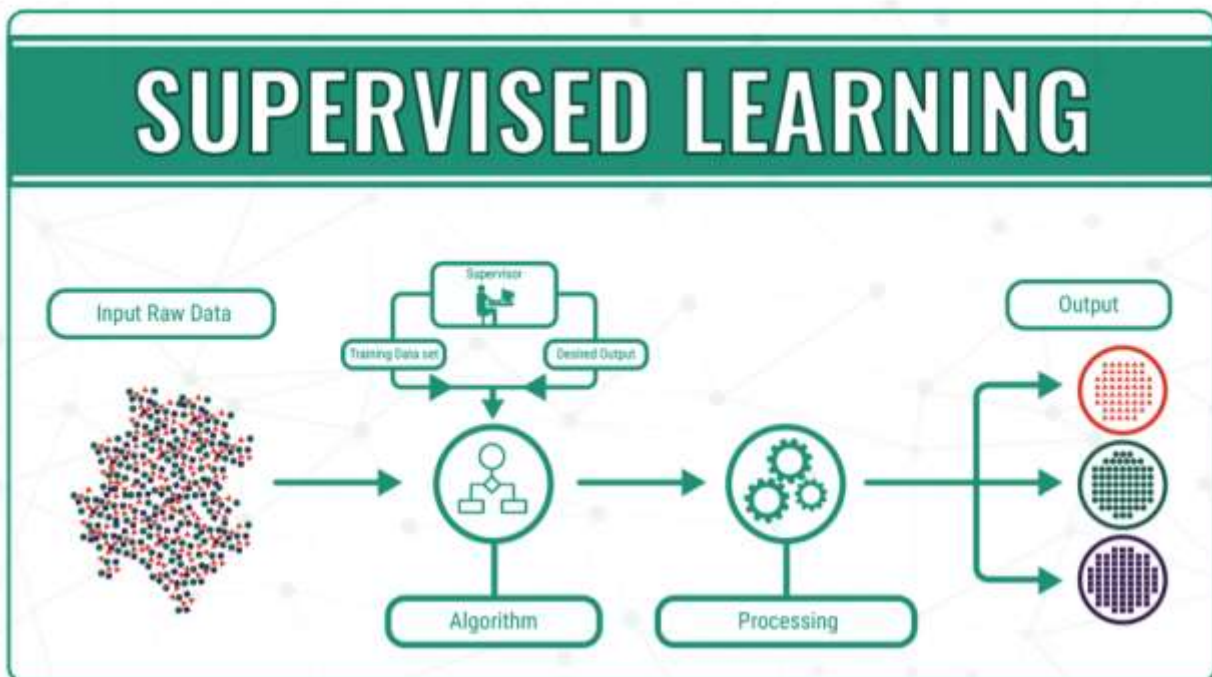 SUPERVISED LEARNING
Supervisor
Input Raw Data
Output
Training Data set
Desired Output
Algorithm
Processing